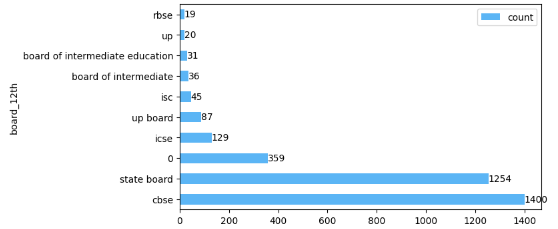 rbse 19
up 20
board of intermediate education 31
board of intermediate 36
isc 45
up board 87
icse 129
0 359
state board 1254
cbse 1400
0 200 400 600 800 1000 1200 1400
board_12th
count